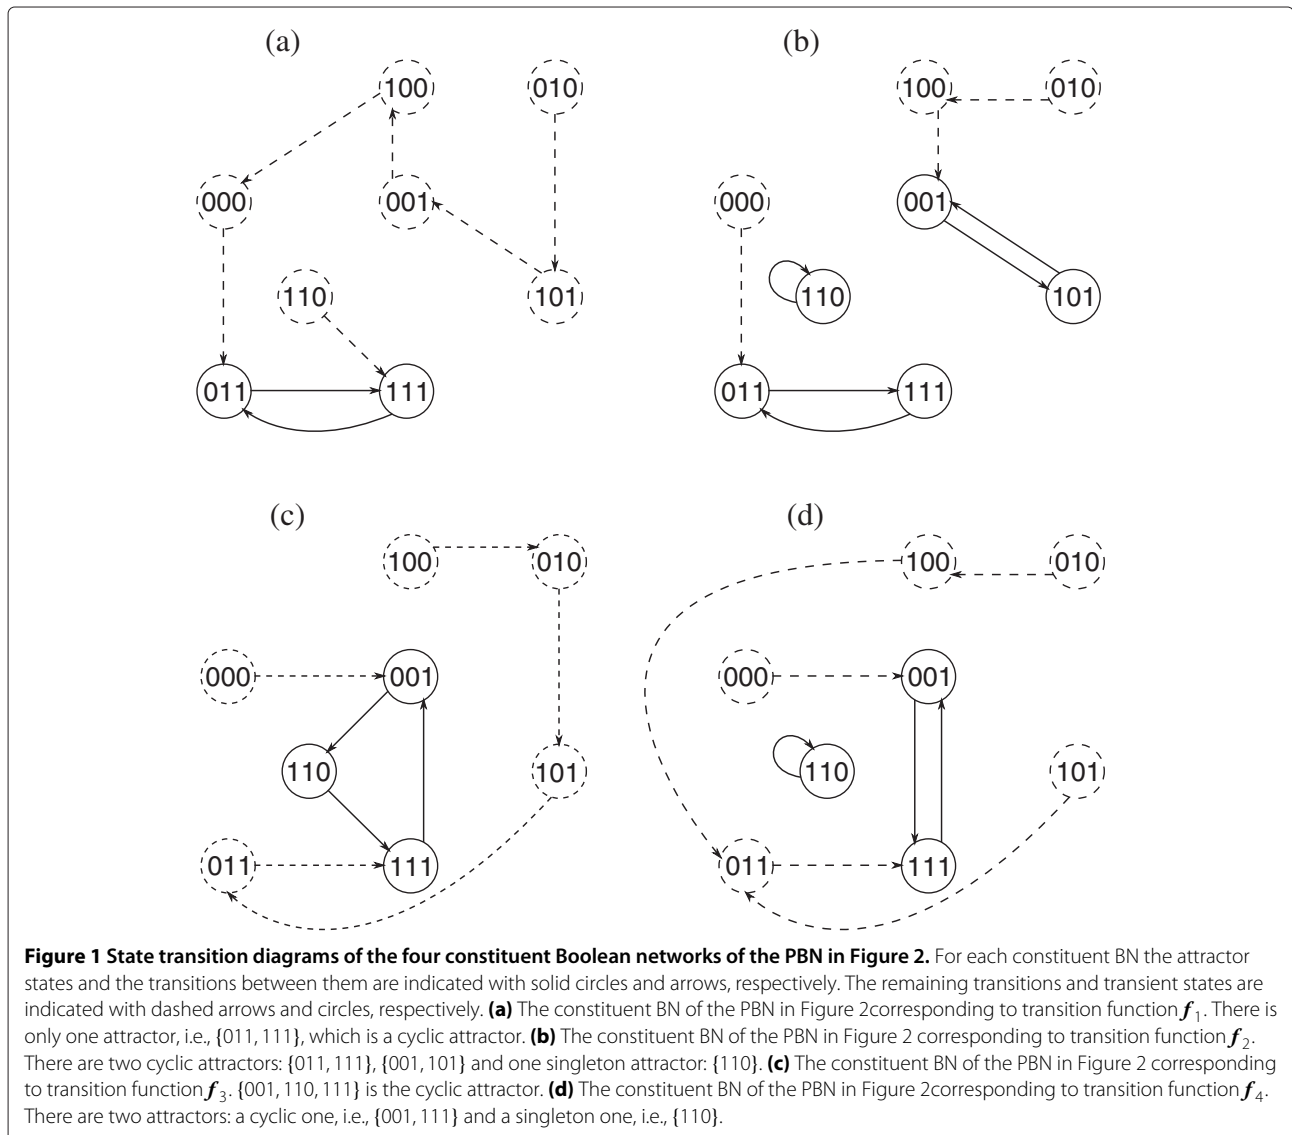 (a)
(b)
100
010
100
010
000
001
000
001
110
101
110
101
011
111
011
111
(c)
(d)
100
010
100
010
000
001
000
001
110
101
110
101
011
111
011
111
Figure 1 State transition diagrams of the four constituent Boolean networks of the PBN in Figure 2. For each constituent BN the attractor
states and the transitions between them are indicated with solid circles and arrows, respectively. The remaining transitions and transient states are
indicated with dashed arrows and circles, respectively. (a) The constituent BN of the PBN in Figure 2corresponding to transition function f₁. There is
only one attractor, i.e., {011, 111}, which is a cyclic attractor. (b) The constituent BN of the PBN in Figure 2 corresponding to transition function f₂.
There are two cyclic attractors: {011, 111}, {001, 101} and one singleton attractor: {110}. (c) The constituent BN of the PBN in Figure 2 corresponding
to transition function f₃. {001, 110, 111} is the cyclic attractor. (d) The constituent BN of the PBN in Figure 2corresponding to transition function f₄.
There are two attractors: a cyclic one, i.e., {001, 111} and a singleton one, i.e., {110}.